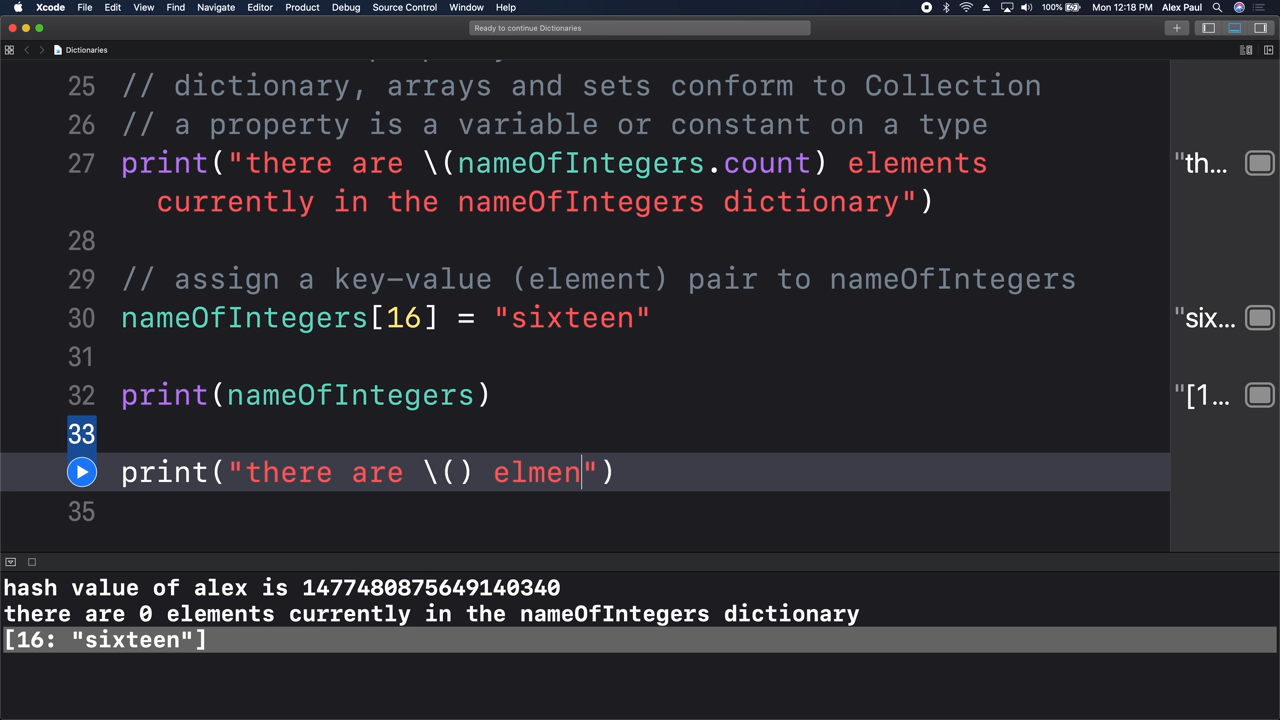 Xcode File Edit View Find Navigate Editor Product Debug Source Control Window Help 100% Mon 12:18 PM Alex Paul
Ready to continue Dictionaries
Dictionaries
25 // dictionary, arrays and sets conform to Collection
26 // a property is a variable or constant on a type
27 print("there are \(nameOfIntegers.count) elements "th...
currently in the nameOfIntegers dictionary")
28
29 // assign a key-value (element) pair to nameOfIntegers
30 nameOfIntegers[16] = "sixteen" "six...
31
32 print(nameOfIntegers) "[1...
33
print("there are \() elmen")
35
hash value of alex is 1477480875649140340
there are 0 elements currently in the nameOfIntegers dictionary
[16: "sixteen"]